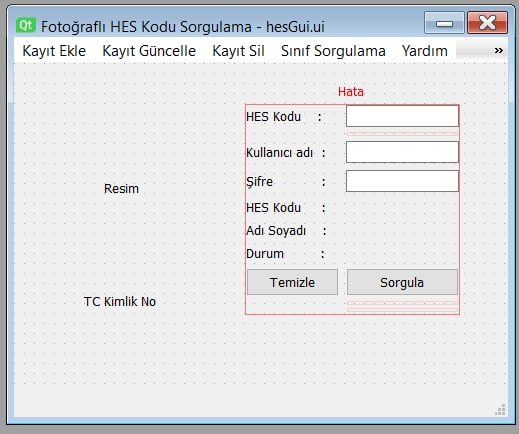 Qt Fotoğraflı HES Kodu Sorgulama - hesGui.ui
Kayıt Ekle Kayıt Güncelle Kayıt Sil Sınıf Sorgulama Yardım »
Hata
HES Kodu :
Kullanıcı adı :
Şifre :
Resim
HES Kodu :
Adı Soyadı :
Durum :
Temizle Sorgula
TC Kimlik No